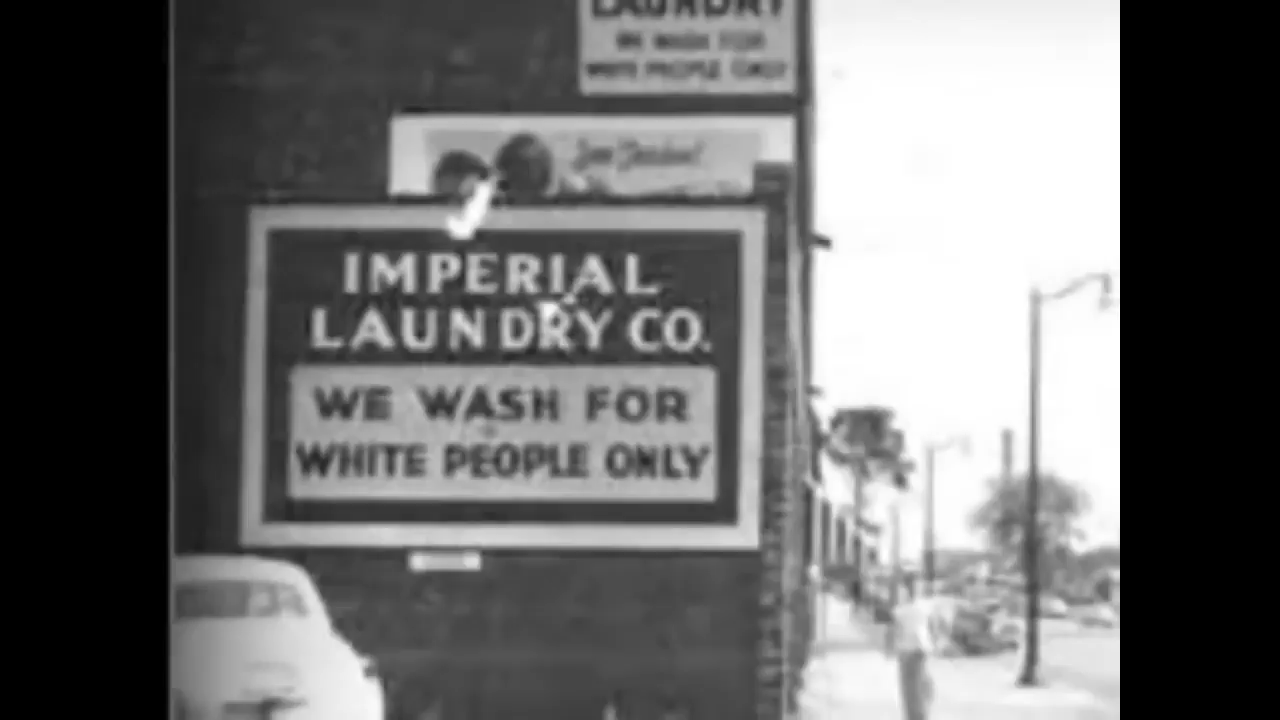 LAUNDRY
WE WASH FOR
WHITE PEOPLE ONLY
IMPERIAL
LAUNDRY CO.
WE WASH FOR
WHITE PEOPLE ONLY